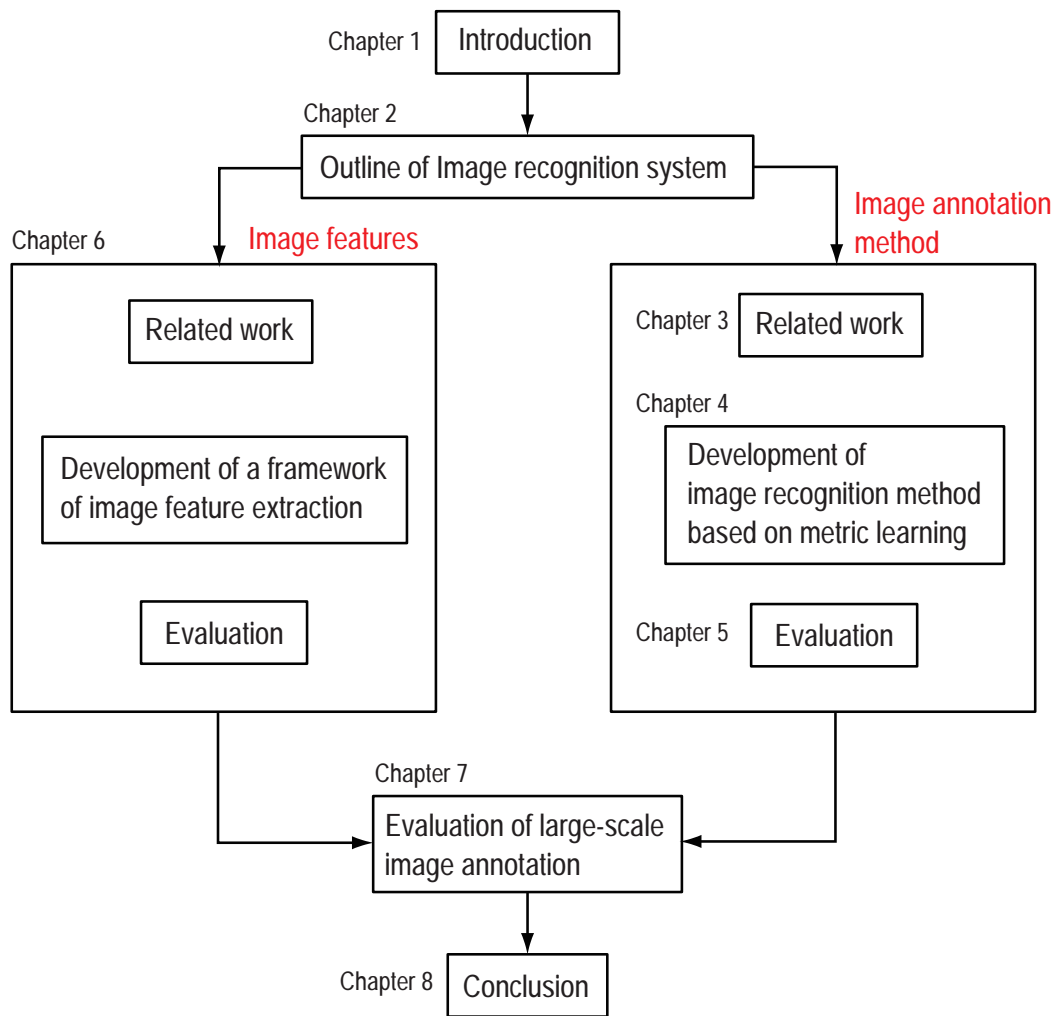 Chapter 1
Introduction
Chapter 2
Outline of Image recognition system
Image features
Image annotation
method
Chapter 6
Related work
Development of a framework
of image feature extraction
Evaluation
Chapter 3
Related work
Chapter 4
Development of
image recognition method
based on metric learning
Chapter 5
Evaluation
Chapter 7
Evaluation of large-scale
image annotation
Chapter 8
Conclusion